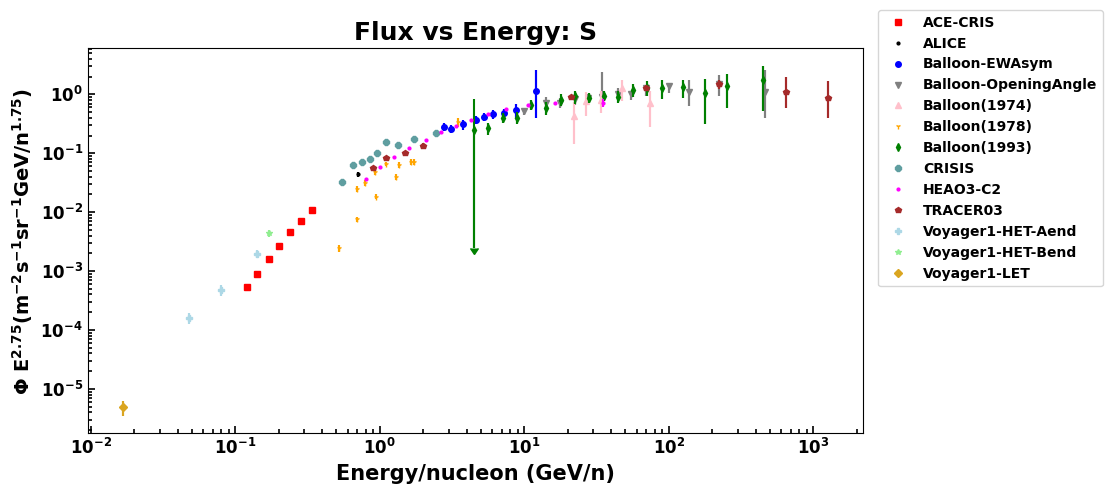 Flux vs Energy: S
Φ E^2.75(m^−2s^−1sr^−1GeV/n^1.75)
10^0
10^−1
10^−2
10^−3
10^−4
10^−5
10^−2 10^−1 10^0 10^1 10^2 10^3
Energy/nucleon (GeV/n)
ACE-CRIS
ALICE
Balloon-EWAsym
Balloon-OpeningAngle
Balloon(1974)
Balloon(1978)
Balloon(1993)
CRISIS
HEAO3-C2
TRACER03
Voyager1-HET-Aend
Voyager1-HET-Bend
Voyager1-LET